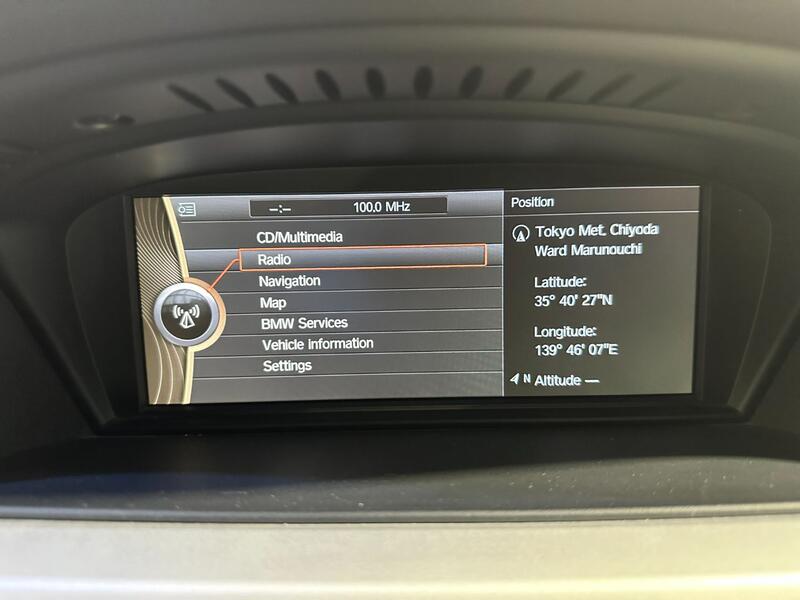 --:--
100.0 MHz
CD/Multimedia
Radio
Navigation
Map
BMW Services
Vehicle information
Settings
Position
Tokyo Met. Chiyoda
Ward Marunouchi
Latitude:
35° 40' 27"N
Longitude:
139° 46' 07"E
N Altitude ---